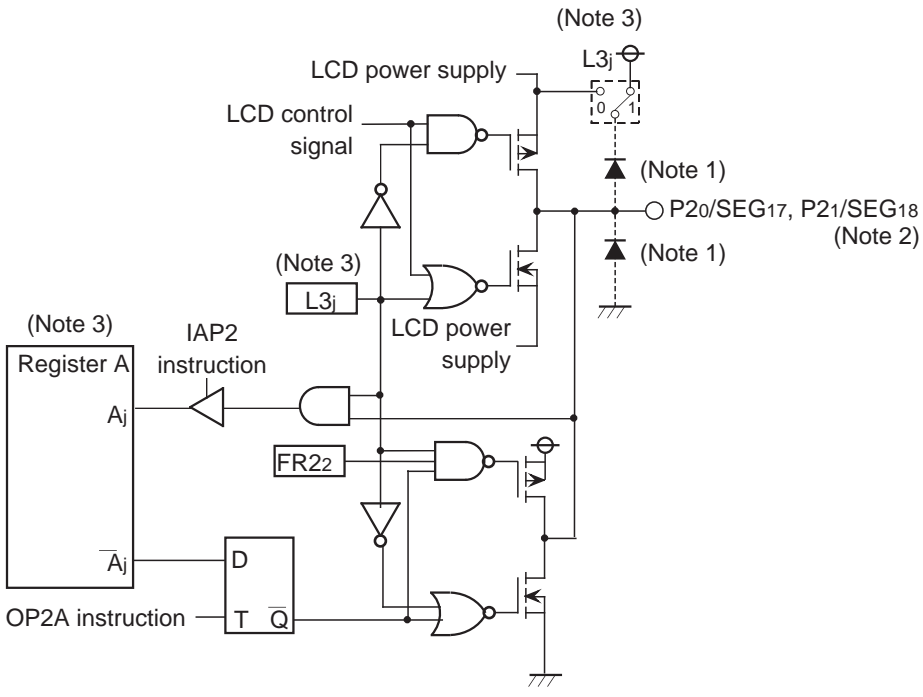 (Note 3)
L3j
LCD power supply
0 1
LCD control
signal
(Note 1)
P20/SEG17, P21/SEG18
(Note 2)
(Note 3)
(Note 1)
L3j
(Note 3)
IAP2
instruction
LCD power
supply
Register A
Aj
FR22
A̅j
D
OP2A instruction
T Q̅